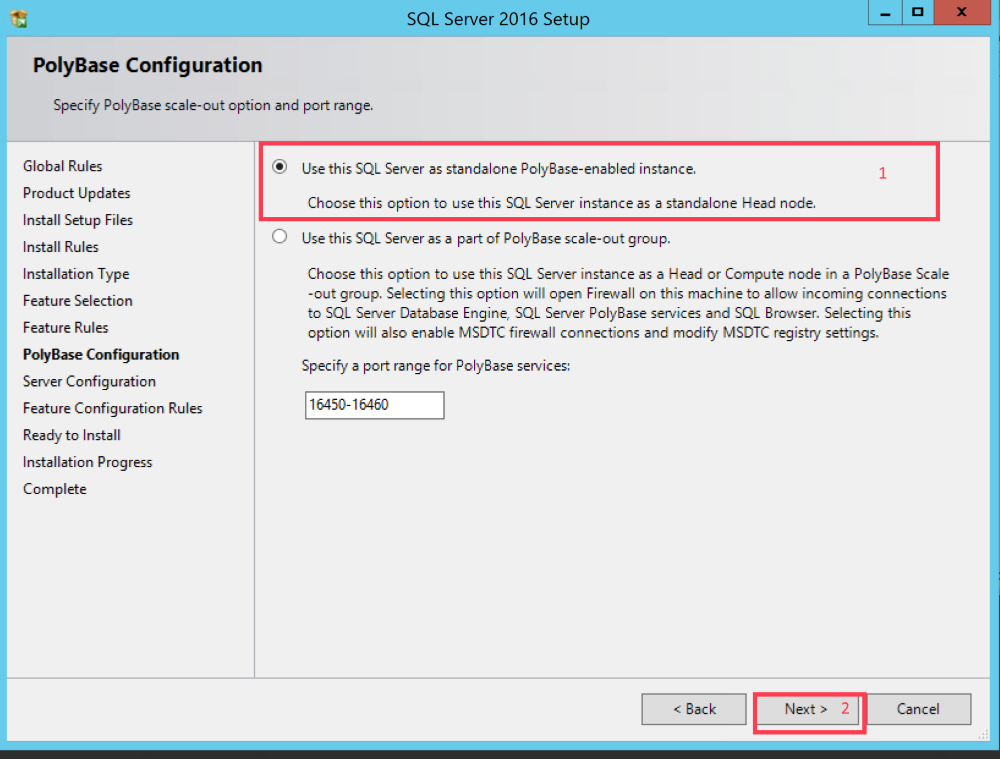 SQL Server 2016 Setup
PolyBase Configuration
Specify PolyBase scale-out option and port range.
Global Rules
Product Updates
Install Setup Files
Install Rules
Installation Type
Feature Selection
Feature Rules
PolyBase Configuration
Server Configuration
Feature Configuration Rules
Ready to Install
Installation Progress
Complete
Use this SQL Server as standalone PolyBase-enabled instance. 1
Choose this option to use this SQL Server instance as a standalone Head node.
Use this SQL Server as a part of PolyBase scale-out group.
Choose this option to use this SQL Server instance as a Head or Compute node in a PolyBase Scale
-out group. Selecting this option will open Firewall on this machine to allow incoming connections
to SQL Server Database Engine, SQL Server PolyBase services and SQL Browser. Selecting this
option will also enable MSDTC firewall connections and modify MSDTC registry settings.
Specify a port range for PolyBase services:
16450-16460
< Back Next > 2 Cancel